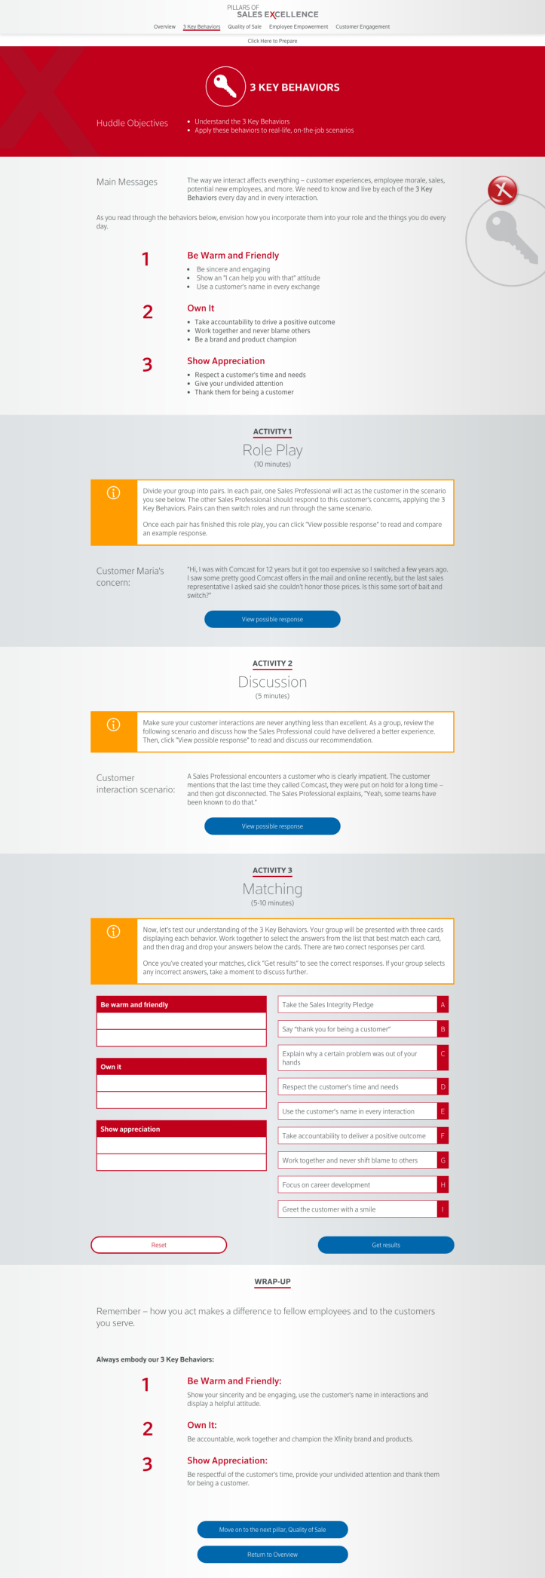 PILLARS OF
SALES EXCELLENCE
Overview 3 Key Behaviors Quality of Sale Employee Empowerment Customer Engagement
Click Here to Prepare
3 KEY BEHAVIORS
Huddle Objectives
• Understand the 3 Key Behaviors
• Apply these behaviors to real-life, on-the-job scenarios
Main Messages
The way we interact affects everything – customer experiences, employee morale, sales,
potential new employees, and more. We need to know and live by each of the 3 Key
Behaviors every day and in every interaction.
As you read through the behaviors below, envision how you incorporate them into your role and the things you do every
day.
1 Be Warm and Friendly
• Be sincere and engaging
• Show an "I can help you with that" attitude
• Use a customer's name in every exchange
2 Own It
• Take accountability to drive a positive outcome
• Work together and never blame others
• Be a brand and product champion
3 Show Appreciation
• Respect a customer's time and needs
• Give your undivided attention
• Thank them for being a customer
ACTIVITY 1
Role Play
(10 minutes)
Divide your group into pairs. In each pair, one Sales Professional will act as the customer in the scenario
you see below. The other Sales Professional should respond to this customer's concerns, applying the 3
Key Behaviors. Pairs can then switch roles and run through the same scenario.
Once each pair has finished this role play, you can click "View possible response" to read and compare
an example response.
Customer Maria's
concern:
"Hi, I was with Comcast for 12 years but it got too expensive so I switched a few years ago.
I saw some pretty good Comcast offers in the mail and online recently, but the last sales
representative I asked said she couldn't honor those prices. Is this some sort of bait and
switch?"
View possible response
ACTIVITY 2
Discussion
(5 minutes)
Make sure your customer interactions are never anything less than excellent. As a group, review the
following scenario and discuss how the Sales Professional could have delivered a better experience.
Then, click "View possible response" to read and discuss our recommendation.
Customer
interaction scenario:
A Sales Professional encounters a customer who is clearly impatient. The customer
mentions that the last time they called Comcast, they were put on hold for a long time –
and then got disconnected. The Sales Professional explains, "Yeah, some teams have
been known to do that."
View possible response
ACTIVITY 3
Matching
(5-10 minutes)
Now, let's test our understanding of the 3 Key Behaviors. Your group will be presented with three cards
displaying each behavior. Work together to select the answers from the list that best match each card,
and then drag and drop your answers below the cards. There are two correct responses per card.
Once you've created your matches, click "Get results" to see the correct responses. If your group selects
any incorrect answers, take a moment to discuss further.
Be warm and friendly
Own it
Show appreciation
Take the Sales Integrity Pledge A
Say "thank you for being a customer" B
Explain why a certain problem was out of your C
hands
Respect the customer's time and needs D
Use the customer's name in every interaction E
Take accountability to deliver a positive outcome F
Work together and never shift blame to others G
Focus on career development H
Greet the customer with a smile I
Reset
Get results
WRAP-UP
Remember – how you act makes a difference to fellow employees and to the customers
you serve.
Always embody our 3 Key Behaviors:
1 Be Warm and Friendly:
Show your sincerity and be engaging, use the customer's name in interactions and
display a helpful attitude.
2 Own It:
Be accountable, work together and champion the Xfinity brand and products.
3 Show Appreciation:
Be respectful of the customer's time, provide your undivided attention and thank them
for being a customer.
Move on to the next pillar, Quality of Sale
Return to Overview